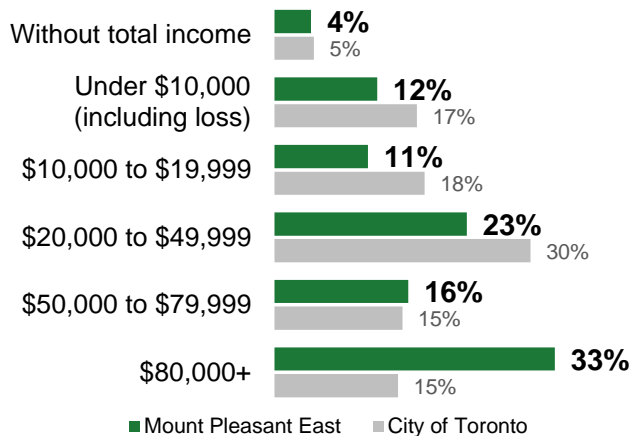 Without total income
4%
5%
Under $10,000
(including loss)
12%
17%
$10,000 to $19,999
11%
18%
$20,000 to $49,999
23%
30%
$50,000 to $79,999
16%
15%
$80,000+
33%
15%
Mount Pleasant East City of Toronto